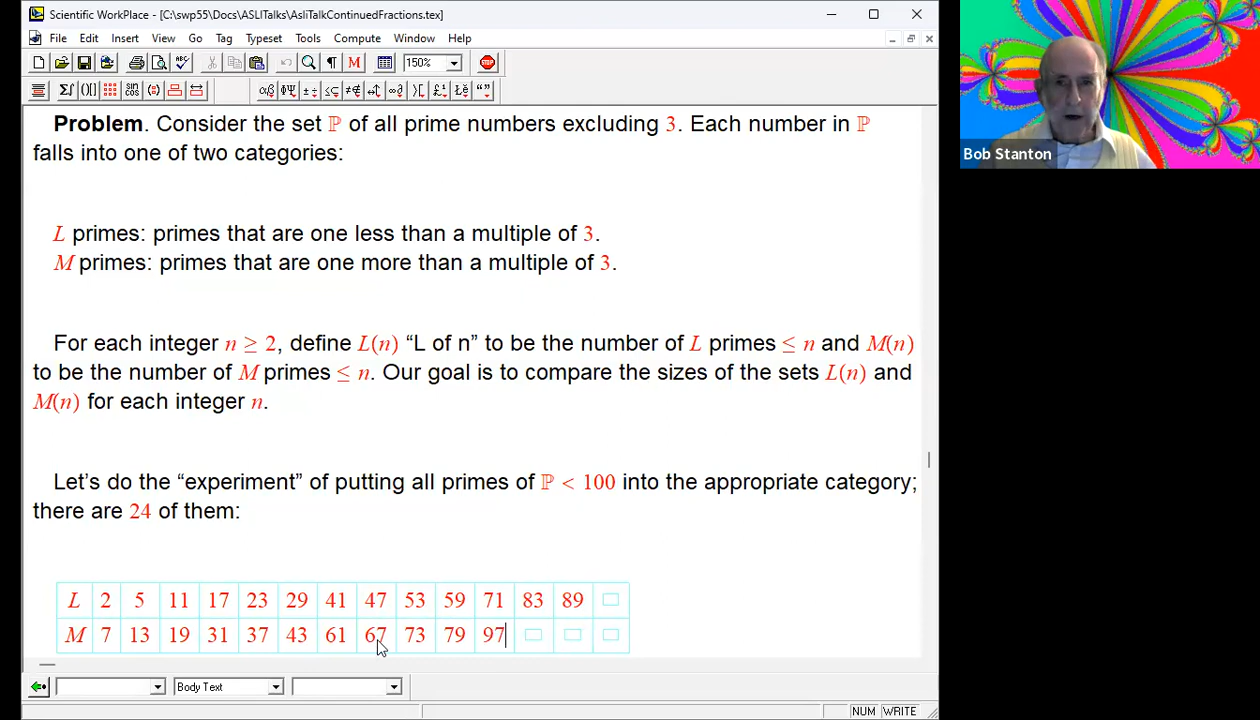 Scientific WorkPlace - [C:\swp55\Docs\ASLITalks\AsliTalkContinuedFractions.tex]
File Edit Insert View Go Tag Typeset Tools Compute Window Help
150%
Problem. Consider the set ℙ of all prime numbers excluding 3. Each number in ℙ
falls into one of two categories:
Bob Stanton
L primes: primes that are one less than a multiple of 3.
M primes: primes that are one more than a multiple of 3.
For each integer n ≥ 2, define L(n) “L of n” to be the number of L primes ≤ n and M(n)
to be the number of M primes ≤ n. Our goal is to compare the sizes of the sets L(n) and
M(n) for each integer n.
Let's do the “experiment” of putting all primes of ℙ < 100 into the appropriate category;
there are 24 of them:
L 2 5 11 17 23 29 41 47 53 59 71 83 89
M 7 13 19 31 37 43 61 67 73 79 97
Body Text
NUM WRITE